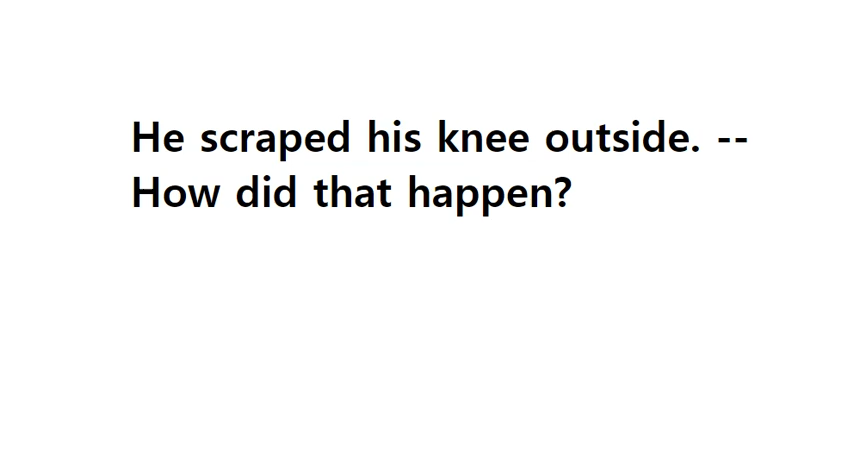 He scraped his knee outside. --
How did that happen?